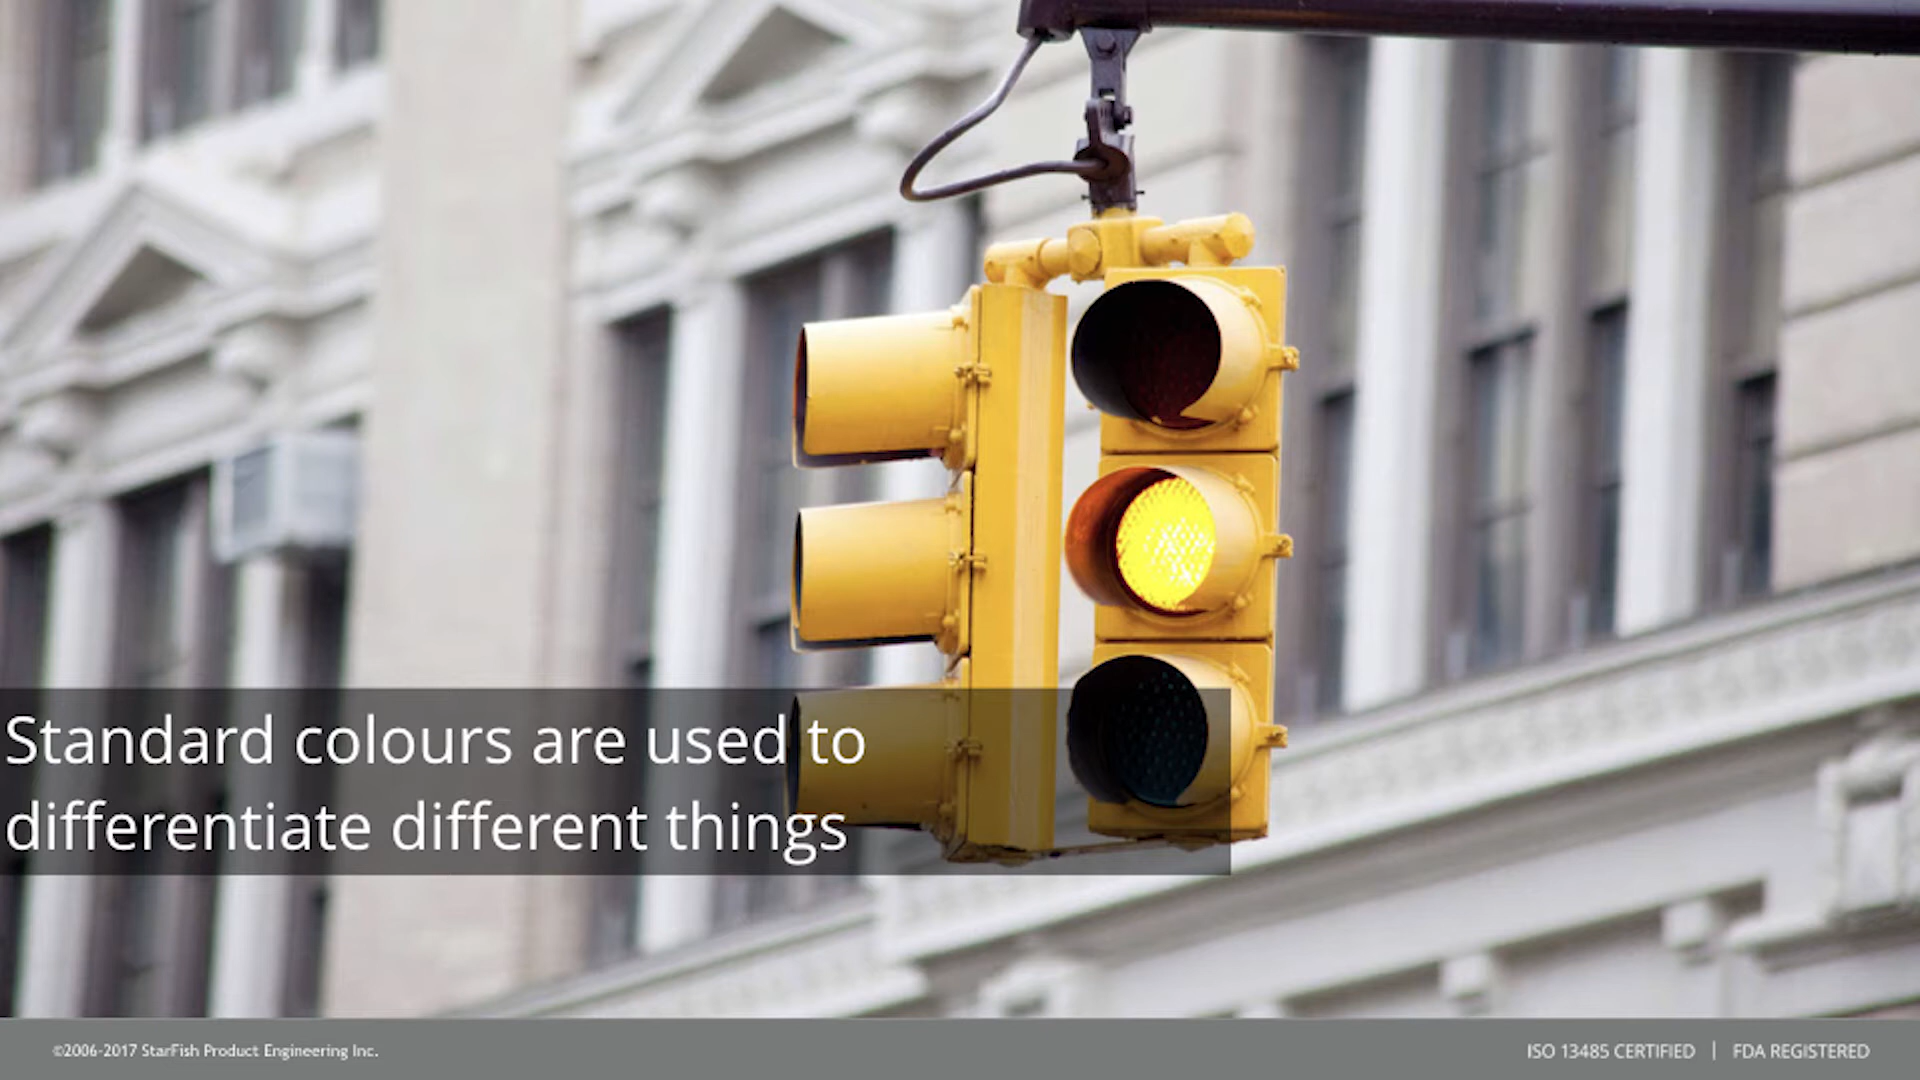 Standard colours are used to
differentiate different things
©2006-2017 StarFish Product Engineering Inc.
ISO 13485 CERTIFIED | FDA REGISTERED